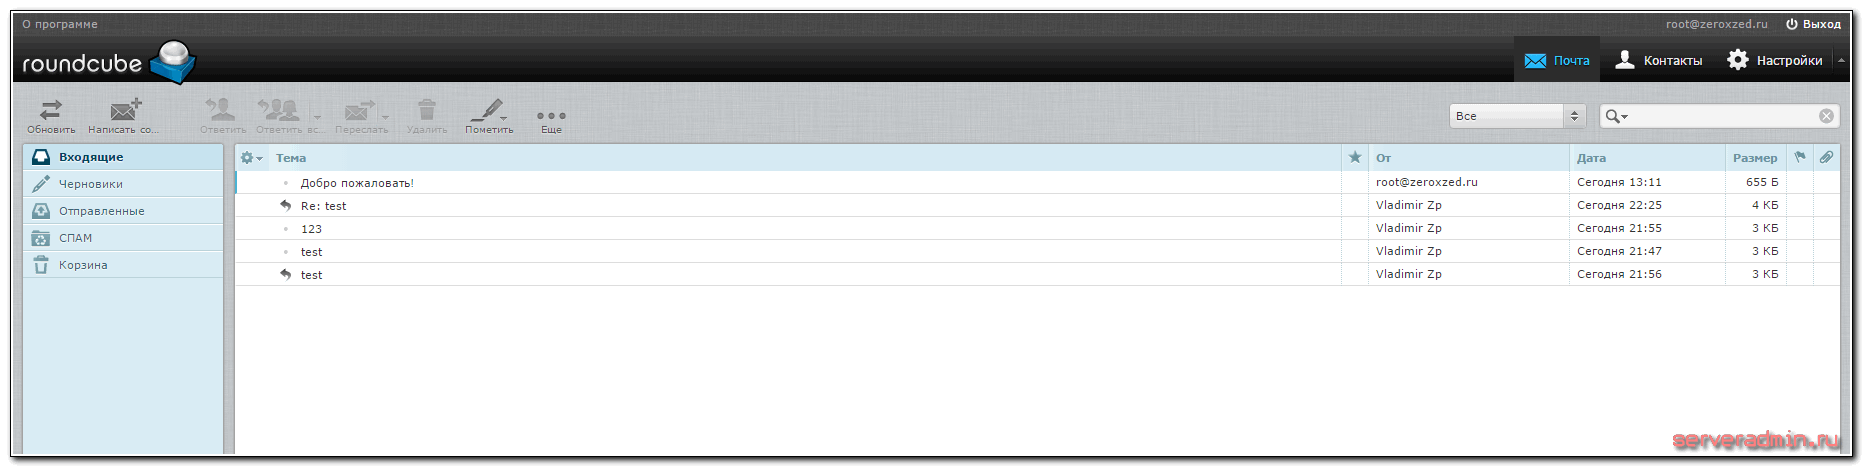 О программе root@zeroxzed.ru Выход
roundcube Почта Контакты Настройки
Обновить Написать со... Ответить Ответить вс... Переслать Удалить Пометить Еще Все
Входящие
Черновики
Отправленные
СПАМ
Корзина
Тема От Дата Размер
Добро пожаловать! root@zeroxzed.ru Сегодня 13:11 655 Б
Re: test Vladimir Zp Сегодня 22:25 4 КБ
123 Vladimir Zp Сегодня 21:55 3 КБ
test Vladimir Zp Сегодня 21:47 3 КБ
test Vladimir Zp Сегодня 21:56 3 КБ
serveradmin.ru